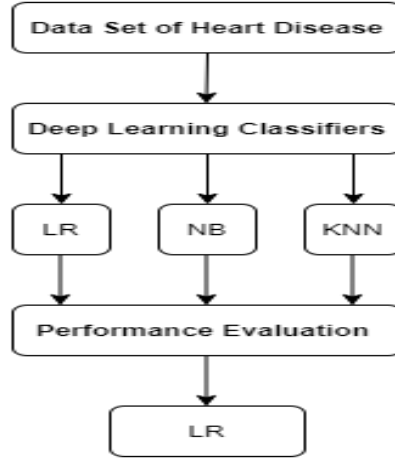 Data Set of Heart Disease
Deep Learning Classifiers
LR NB KNN
Performance Evaluation
LR